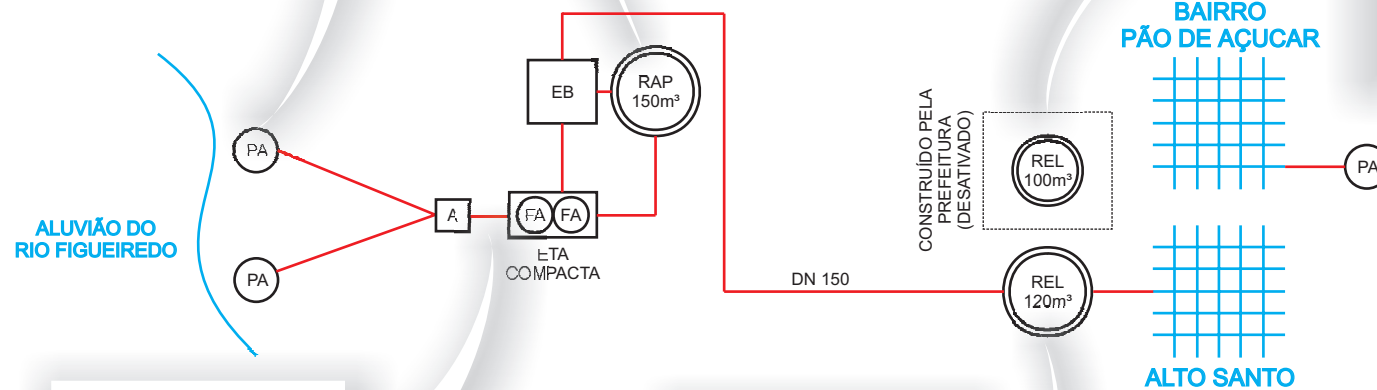 BAIRRO
PÃO DE AÇUCAR
EB
RAP
150m³
PA
CONSTRUÍDO PELA
PREFEITURA
(DESATIVADO)
REL
100m³
PA
ALUVIÃO DO
RIO FIGUEIREDO
A
FA
FA
ETA
COMPACTA
PA
DN 150
REL
120m³
ALTO SANTO